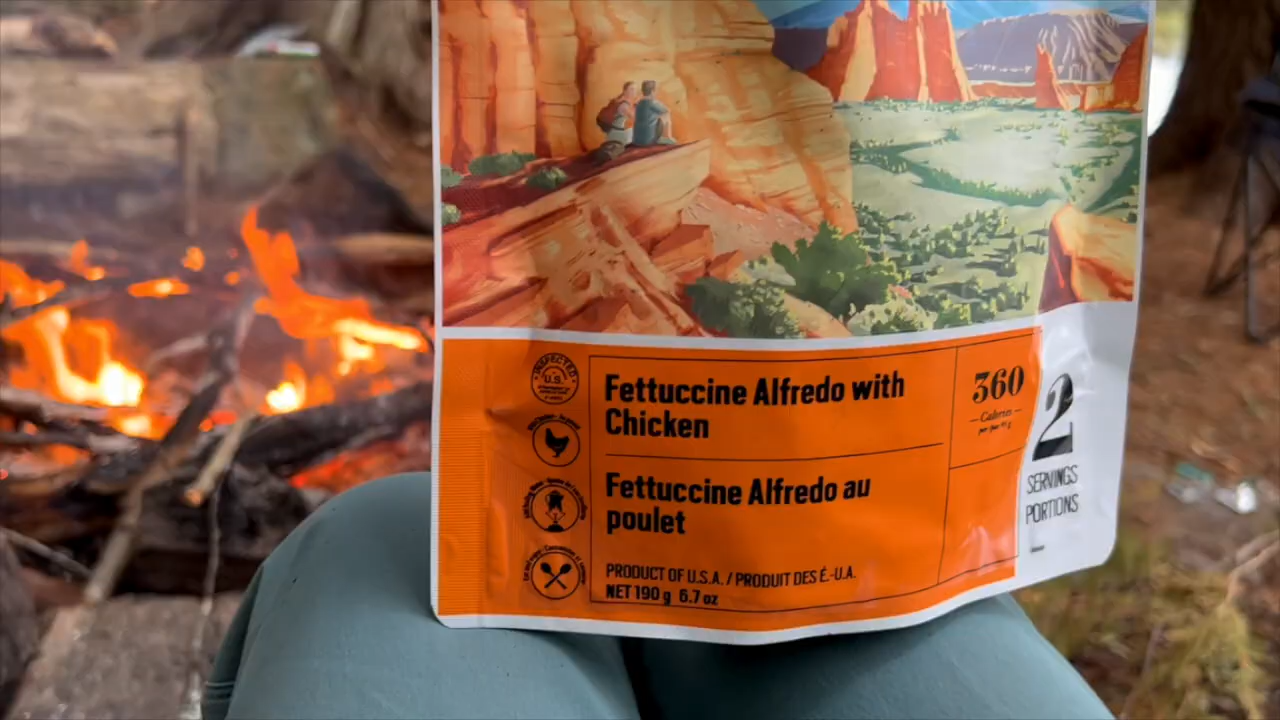 INSPECTED
U.S.
Fettuccine Alfredo with
Chicken
360
Calories
2
SERVINGS
PORTIONS
Fettuccine Alfredo au
poulet
PRODUCT OF U.S.A. / PRODUIT DES É.-U.A.
NET 190 g 6.7 oz